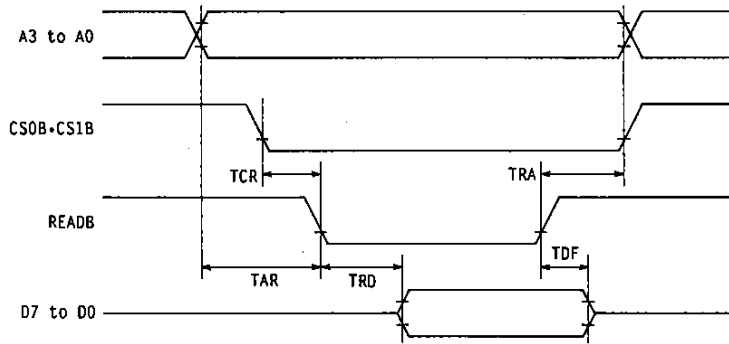 A3 to A0
CS0B•CS1B
TCR
TRA
READB
TAR
TRD
TDF
D7 to D0